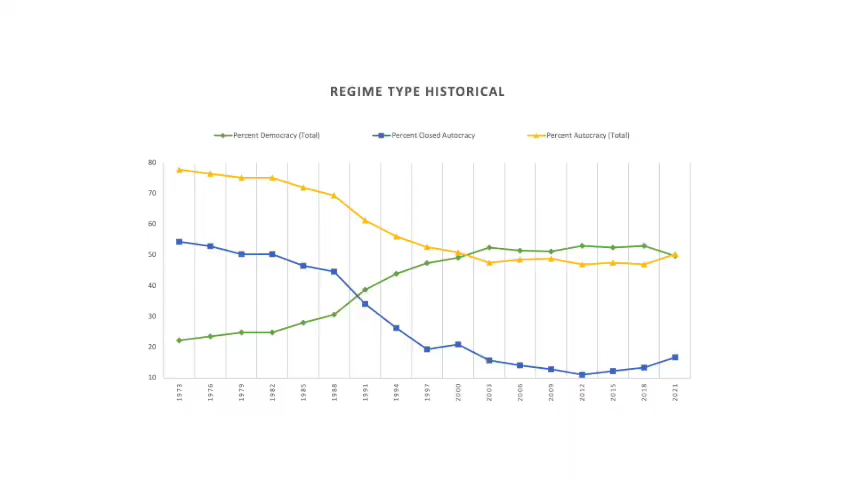 REGIME TYPE HISTORICAL
Percent Democracy (Total) Percent Closed Autocracy Percent Autocracy (Total)
80
70
60
50
40
30
20
10
1973 1976 1979 1982 1985 1988 1991 1994 1997 2000 2003 2006 2009 2012 2015 2018 2021